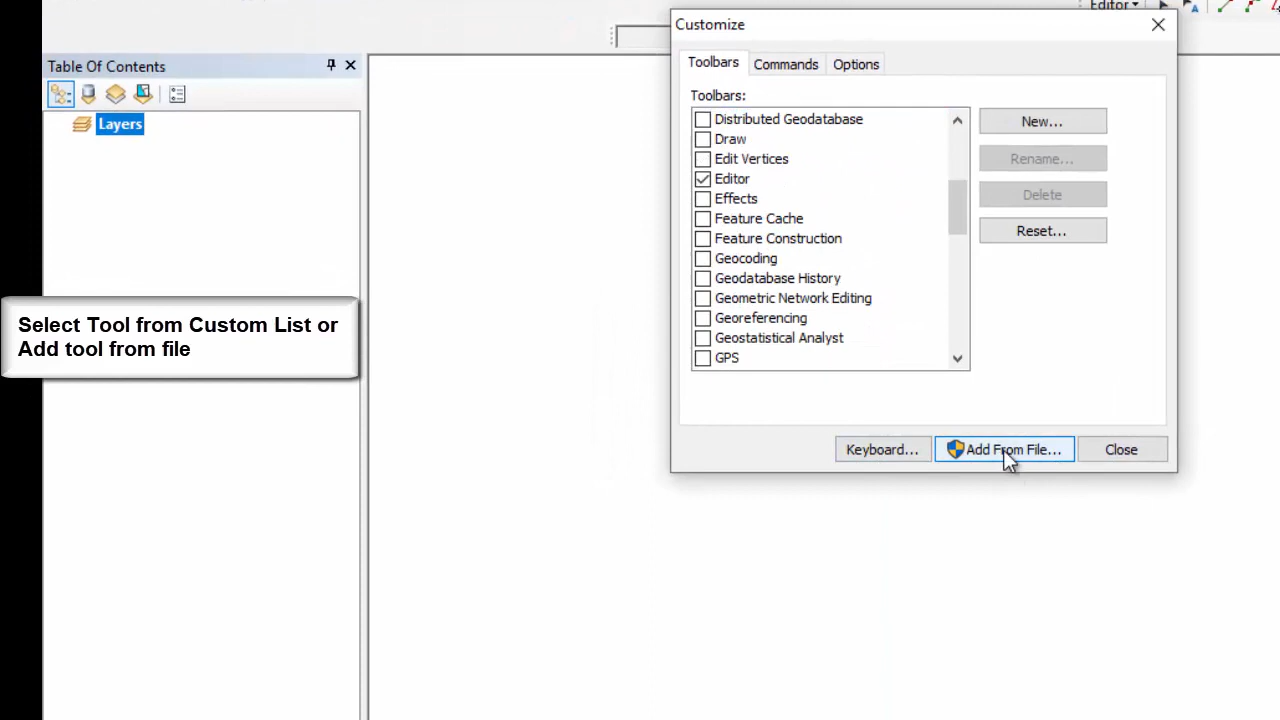 Editor
Customize
Table Of Contents
Toolbars
Commands
Options
Layers
Toolbars:
Distributed Geodatabase
Draw
Edit Vertices
Editor
Effects
Feature Cache
Feature Construction
Geocoding
Geodatabase History
Geometric Network Editing
Georeferencing
Geostatistical Analyst
GPS
New...
Rename...
Delete
Reset...
Select Tool from Custom List or
Add tool from file
Keyboard...
Add From File...
Close